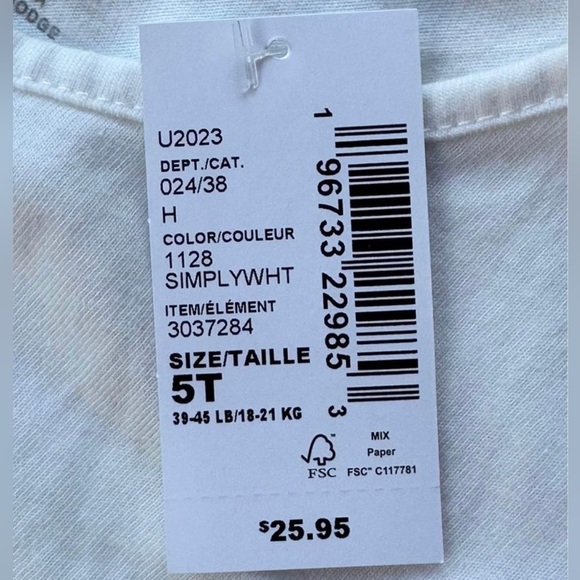 ODGE
U2023
DEPT./CAT.
024/38
H
COLOR/COULEUR
1128
SIMPLYWHT
ITEM/ÉLÉMENT
3037284
SIZE/TAILLE
5T
39-45 LB/18-21 KG
1 96733 22985 3
FSC
MIX
Paper
FSC™ C117781
$25.95